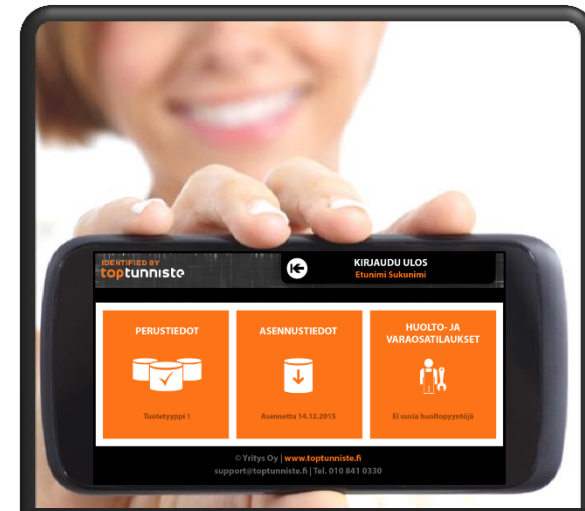 IDENTIFIED BY
toptunniste
KIRJAUDU ULOS
Etunimi Sukunimi
PERUSTIEDOT
Tuotetyyppi 1
ASENNUSTIEDOT
Asennettu 14.12.2015
HUOLTO- JA
VARAOSATILAUKSET
Ei uusia huoltopyyntöjä
© Yritys Oy | www.toptunniste.fi
support@toptunniste.fi | Tel. 010 841 0330